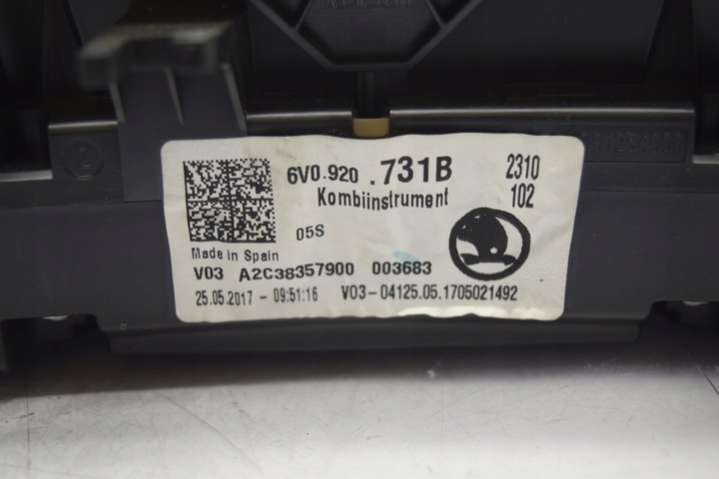 6V0.920 .731B 2310
Kombiinstrument 102
05S
Made in Spain
V03 A2C38357900 003683
25.05.2017 - 09:51:16 V03-04125.05.1705021492